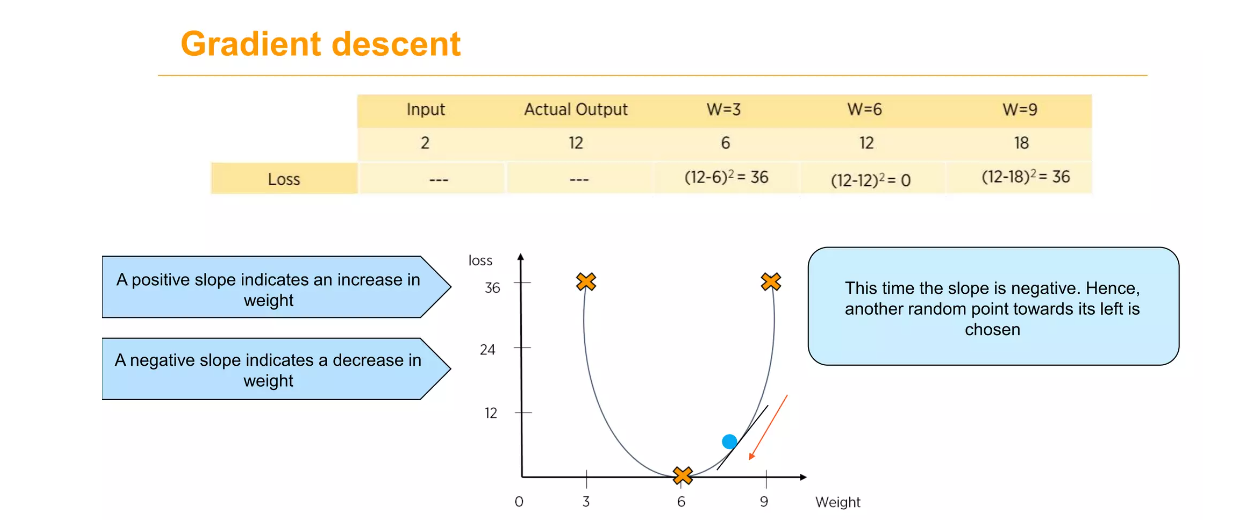 Gradient descent
Input Actual Output W=3 W=6 W=9
2 12 6 12 18
Loss --- --- (12-6)² = 36 (12-12)² = 0 (12-18)² = 36
A positive slope indicates an increase in
weight
A negative slope indicates a decrease in
weight
loss
36
24
12
0 3 6 9 Weight
This time the slope is negative. Hence,
another random point towards its left is
chosen